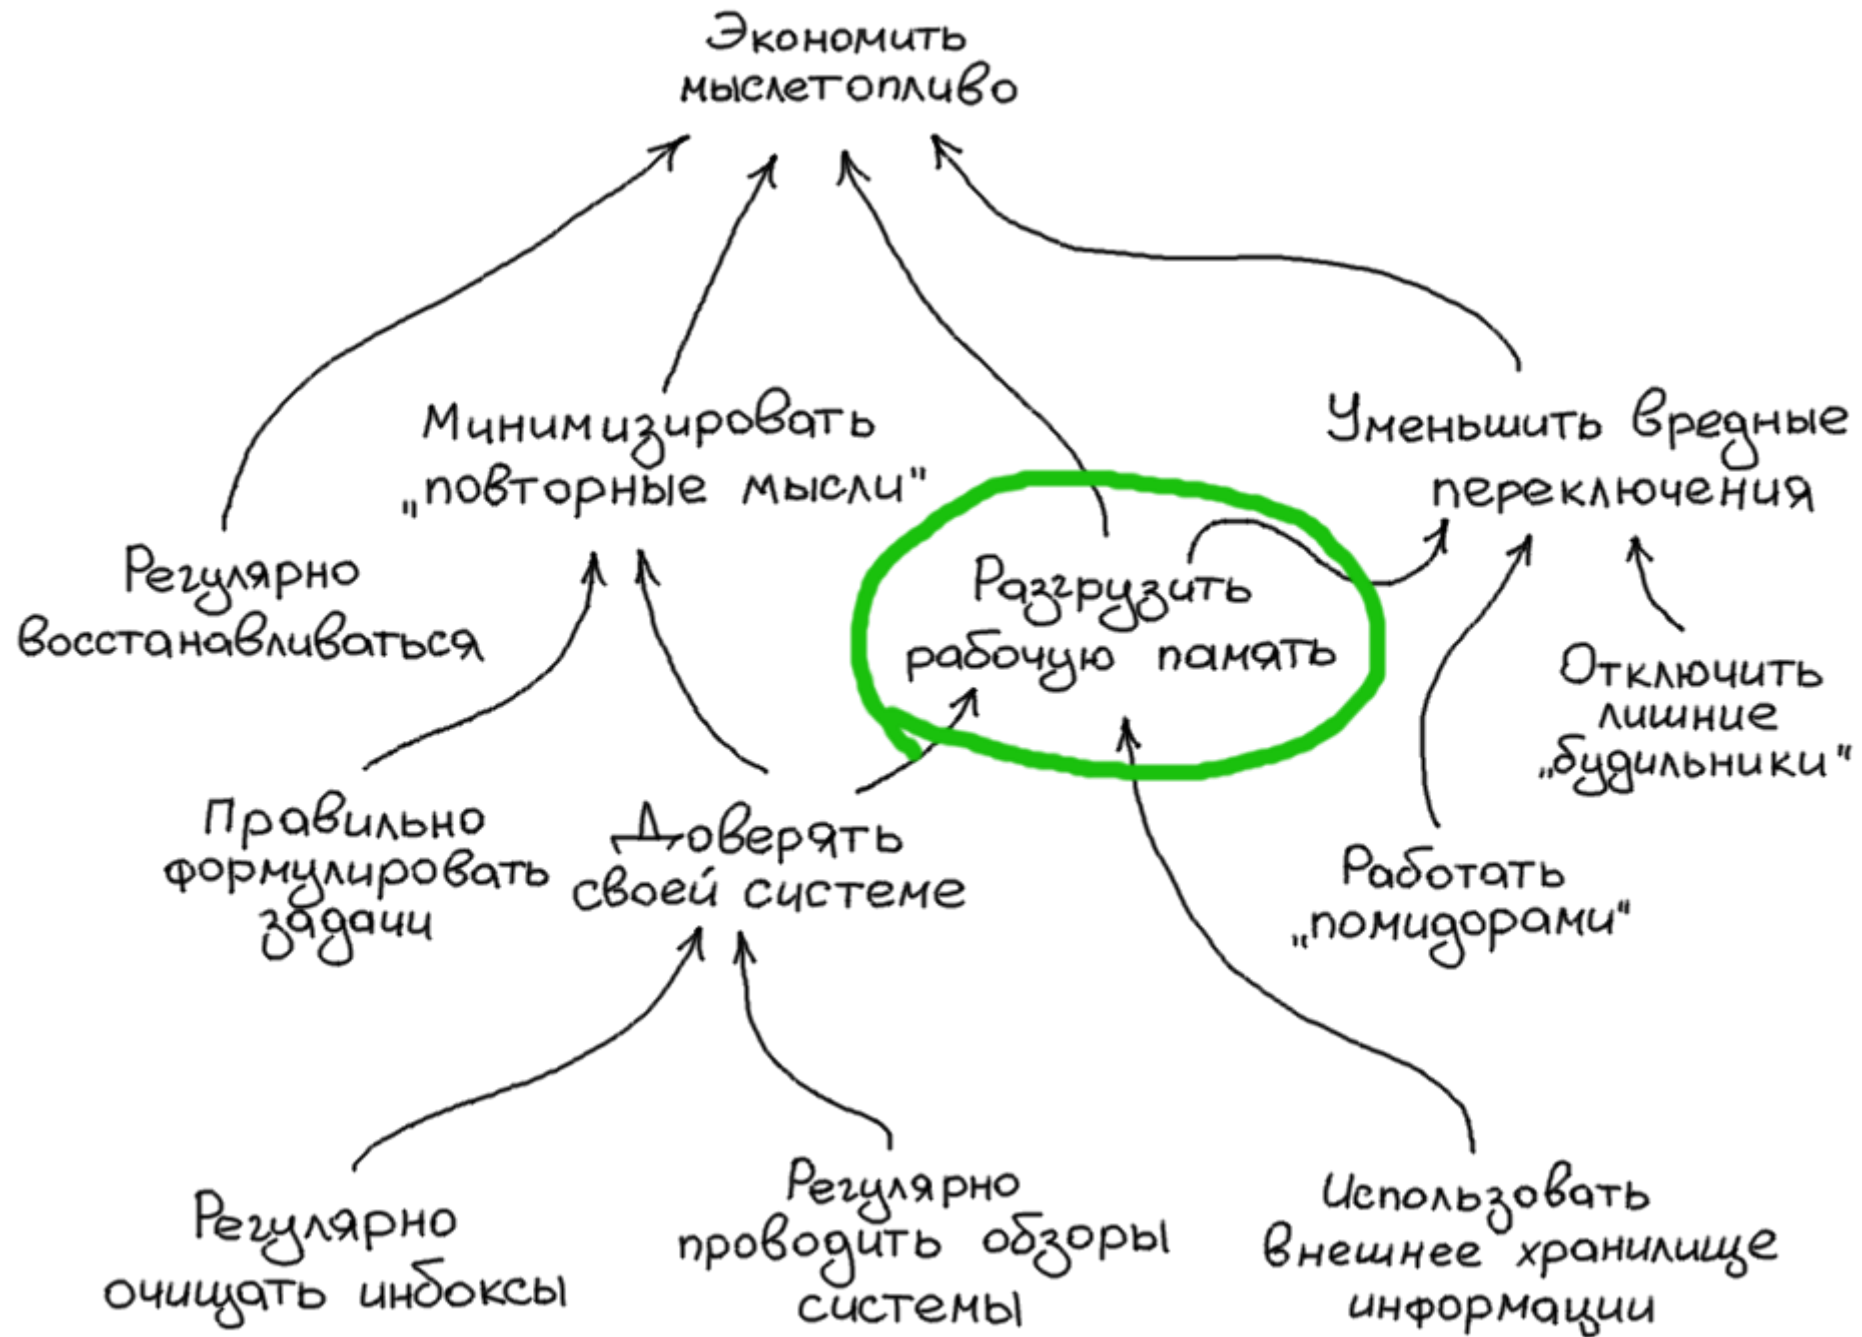 Экономить
мыслетопливо
Минимизировать
„повторные мысли"
Уменьшить вредные
переключения
Регулярно
восстанавливаться
Разгрузить
рабочую память
Отключить
лишние
„будильники"
Правильно
формулировать
задачи
Доверять
своей системе
Работать
„помидорами"
Регулярно
очищать инбоксы
Регулярно
проводить обзоры
системы
Использовать
внешнее хранилище
информации